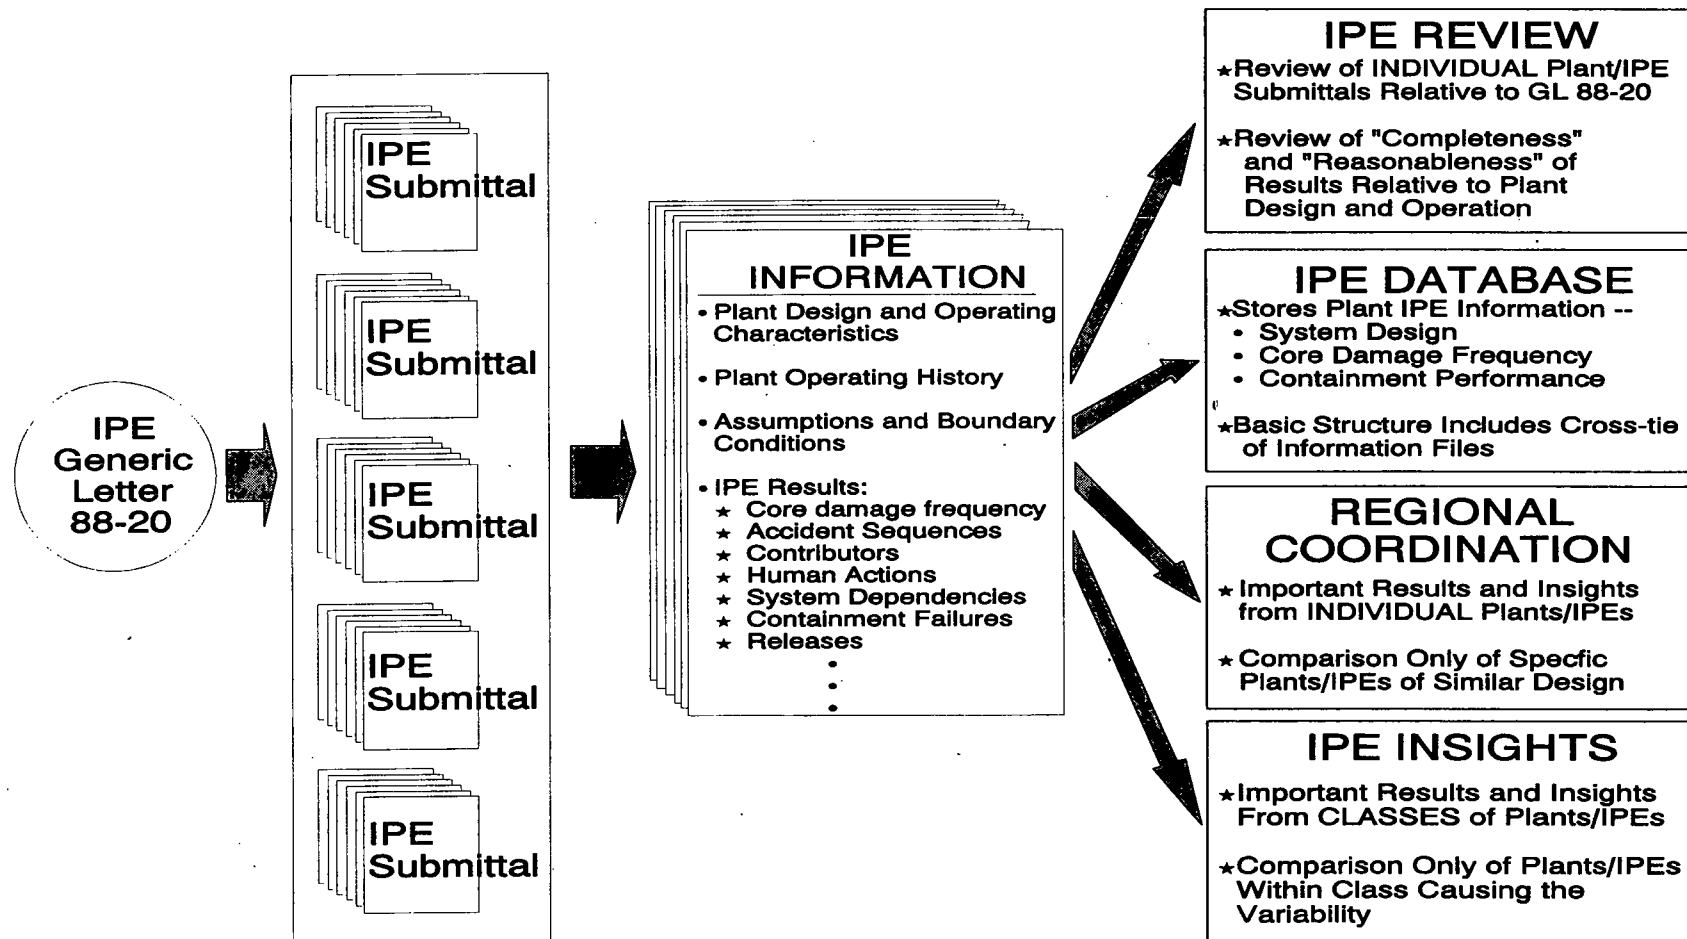 IPE
Generic
Letter
88-20
IPE
Submittal
IPE
Submittal
IPE
Submittal
IPE
Submittal
IPE
Submittal
IPE
INFORMATION
• Plant Design and Operating
Characteristics
• Plant Operating History
• Assumptions and Boundary
Conditions
• IPE Results:
★ Core damage frequency
★ Accident Sequences
★ Contributors
★ Human Actions
★ System Dependencies
★ Containment Failures
★ Releases
•
•
•
IPE REVIEW
★Review of INDIVIDUAL Plant/IPE
Submittals Relative to GL 88-20
★Review of "Completeness"
and "Reasonableness" of
Results Relative to Plant
Design and Operation
IPE DATABASE
★Stores Plant IPE Information --
• System Design
• Core Damage Frequency
• Containment Performance
★Basic Structure Includes Cross-tie
of Information Files
REGIONAL
COORDINATION
★Important Results and Insights
from INDIVIDUAL Plants/IPEs
★Comparison Only of Specfic
Plants/IPEs of Similar Design
IPE INSIGHTS
★Important Results and Insights
From CLASSES of Plants/IPEs
★Comparison Only of Plants/IPEs
Within Class Causing the
Variability